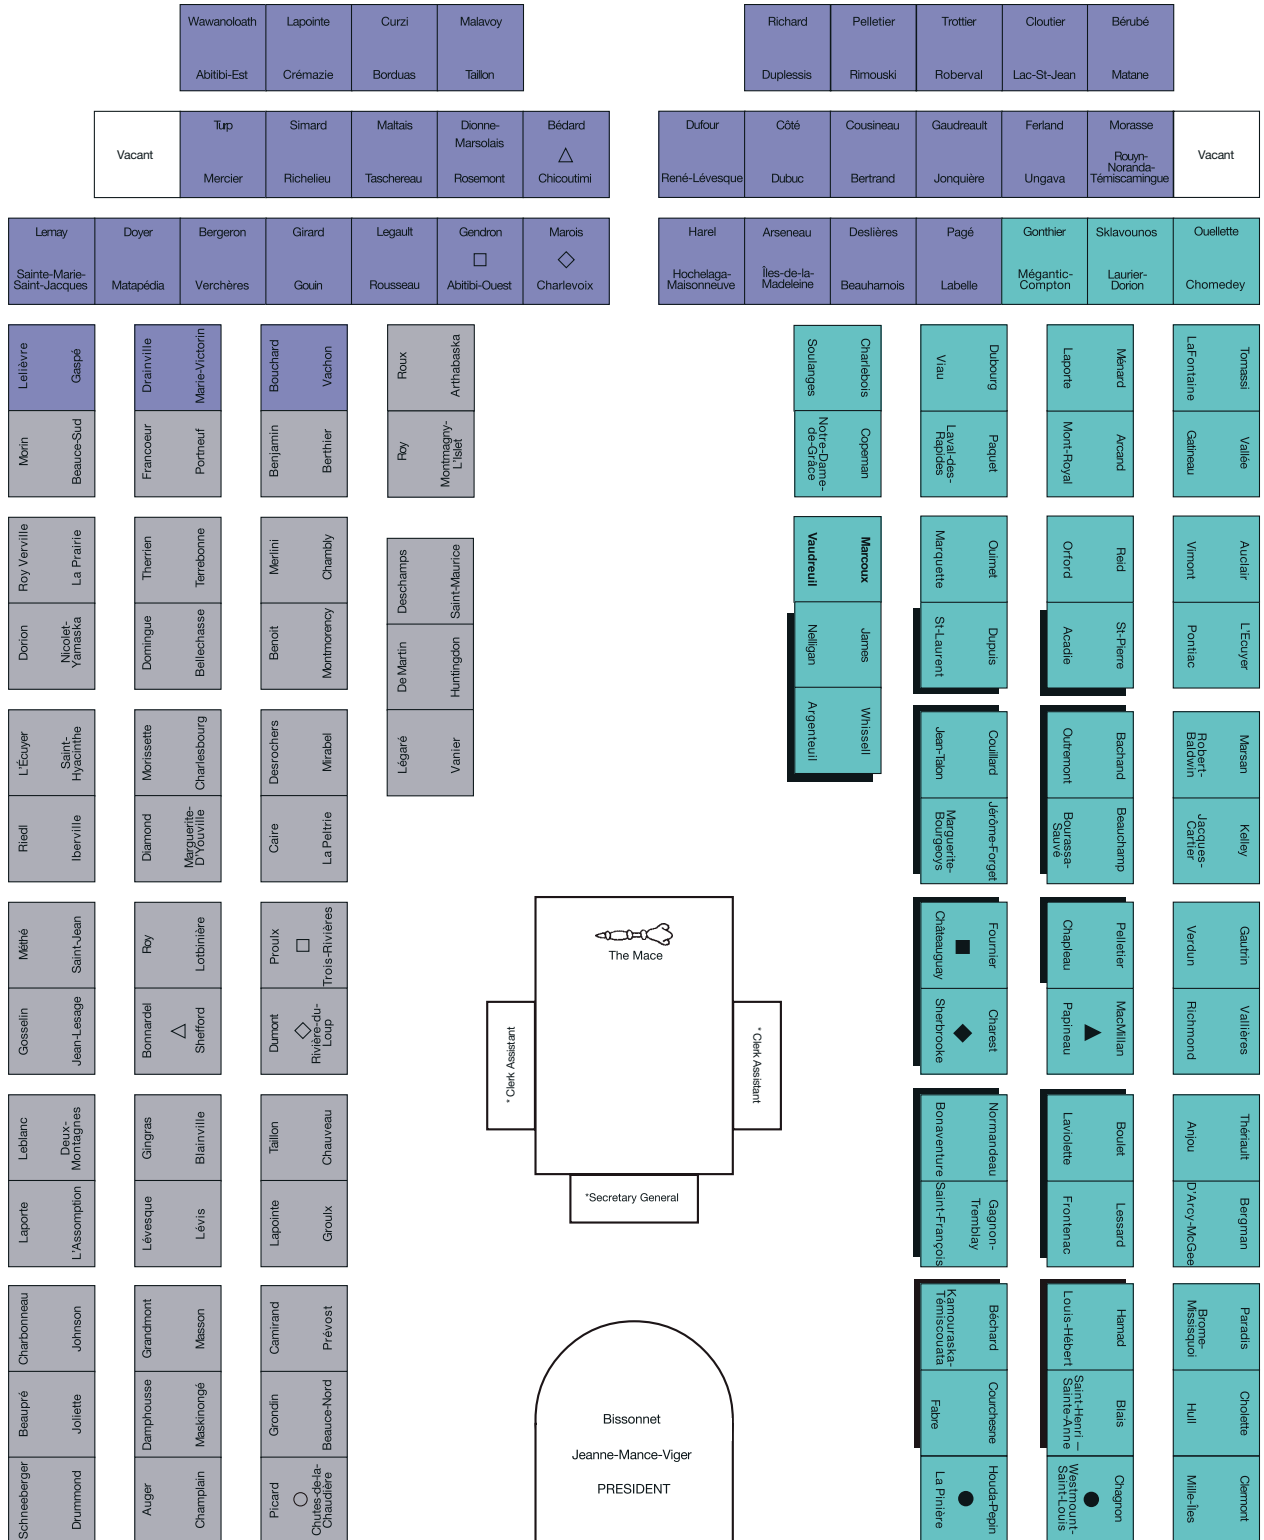 Wawanoloath
Abitibi-Est
Lapointe
Crémazie
Curzi
Borduas
Malavoy
Taillon
Richard
Duplessis
Pelletier
Rimouski
Trottier
Roberval
Cloutier
Lac-St-Jean
Bérubé
Matane
Vacant
Turp
Mercier
Simard
Richelieu
Maltais
Taschereau
Dionne-
Marsolais
Rosemont
Bédard
Chicoutimi
Dufour
René-Lévesque
Côté
Dubuc
Cousineau
Bertrand
Gaudreault
Jonquière
Ferland
Ungava
Morasse
Rouyn-
Noranda-
Témiscamingue
Vacant
Lemay
Sainte-Marie-
Saint-Jacques
Doyer
Matapédia
Bergeron
Verchères
Girard
Gouin
Legault
Rousseau
Gendron
Abitibi-Ouest
Marois
Charlevoix
Harel
Hochelaga-
Maisonneuve
Arseneau
Îles-de-la-
Madeleine
Deslières
Beauharnois
Pagé
Labelle
Gonthier
Mégantic-
Compton
Sklavounos
Laurier-
Dorion
Ouellette
Chomedey
Lelièvre
Gaspé
Drainville
Marie-Victorin
Bouchard
Vachon
Roux
Arthabaska
Charlebois
Soulanges
Dubourg
Viau
Ménard
Laporte
Tomassi
LaFontaine
Morin
Beauce-Sud
Francoeur
Portneuf
Benjamin
Berthier
Roy
Montmagny-
L'Islet
Copeman
Notre-Dame-
de-Grâce
Paquet
Laval-des-
Rapides
Arcand
Mont-Royal
Vallée
Gatineau
Roy Verville
La Prairie
Therrien
Terrebonne
Merlini
Chambly
Deschamps
Saint-Maurice
Marcoux
Vaudreuil
Ouimet
Marquette
Reid
Orford
Auclair
Vimont
Dorion
Nicolet-
Yamaska
Domingue
Bellechasse
Benoit
Montmorency
De Martin
Huntingdon
James
Nelligan
Dupuis
St-Laurent
St-Pierre
Acadie
L'Ecuyer
Pontiac
L'Écuyer
Saint-
Hyacinthe
Morissette
Charlesbourg
Desrochers
Mirabel
Légaré
Vanier
Whissell
Argenteuil
Couillard
Jean-Talon
Bachand
Outremont
Marsan
Robert-
Baldwin
Riedl
Iberville
Diamond
Marguerite-
D'Youville
Caire
La Peltrie
Jérôme-Forget
Marguerite-
Bourgeoys
Beauchamp
Bourassa-
Sauvé
Kelley
Jacques-
Cartier
Méthé
Saint-Jean
Roy
Lotbinière
Proulx
Trois-Rivières
The Mace
Fournier
Châteauguay
Pelletier
Chapleau
Gautrin
Verdun
Gosselin
Jean-Lesage
Bonnardel
Shefford
Dumont
Rivière-du-
Loup
* Clerk Assistant
* Clerk Assistant
Charest
Sherbrooke
MacMillan
Papineau
Vallières
Richmond
Leblanc
Deux-
Montagnes
Gingras
Blainville
Taillon
Chauveau
Normandeau
Bonaventure
Boulet
Laviolette
Thériault
Anjou
*Secretary General
Laporte
L'Assomption
Lévesque
Lévis
Lapointe
Groulx
Gagnon-
Tremblay
Saint-François
Lessard
Frontenac
Bergman
D'Arcy-McGee
Charbonneau
Johnson
Grandmont
Masson
Camirand
Prévost
Béchard
Kamouraska-
Témiscouata
Hamad
Louis-Hébert
Paradis
Brome-
Missisquoi
Beaupré
Joliette
Damphousse
Maskinongé
Grondin
Beauce-Nord
Bissonnet
Jeanne-Mance-Viger
PRESIDENT
Courchesne
Fabre
Blais
Saint-Henri –
Sainte-Anne
Cholette
Hull
Schneeberger
Drummond
Auger
Champlain
Picard
Chutes-de-la-
Chaudière
Houda-Pepin
La Pinière
Chagnon
Westmount-
Saint-Louis
Clermont
Mille-Îles